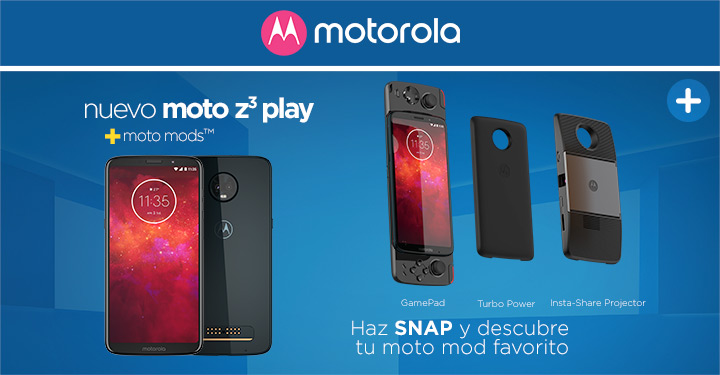 motorola
nuevo moto z³ play
+ moto mods™
11:35
11:35
motorola
GamePad
Turbo Power
Insta-Share Projector
Haz SNAP y descubre
tu moto mod favorito